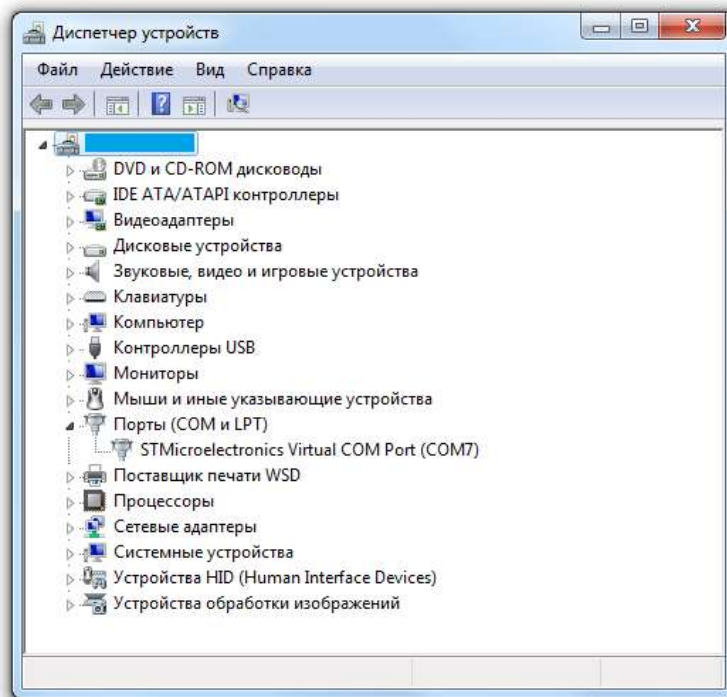 Диспетчер устройств
Файл Действие Вид Справка
DVD и CD-ROM дисководы
IDE ATA/ATAPI контроллеры
Видеоадаптеры
Дисковые устройства
Звуковые, видео и игровые устройства
Клавиатуры
Компьютер
Контроллеры USB
Мониторы
Мыши и иные указывающие устройства
Порты (COM и LPT)
STMicroelectronics Virtual COM Port (COM7)
Поставщик печати WSD
Процессоры
Сетевые адаптеры
Системные устройства
Устройства HID (Human Interface Devices)
Устройства обработки изображений